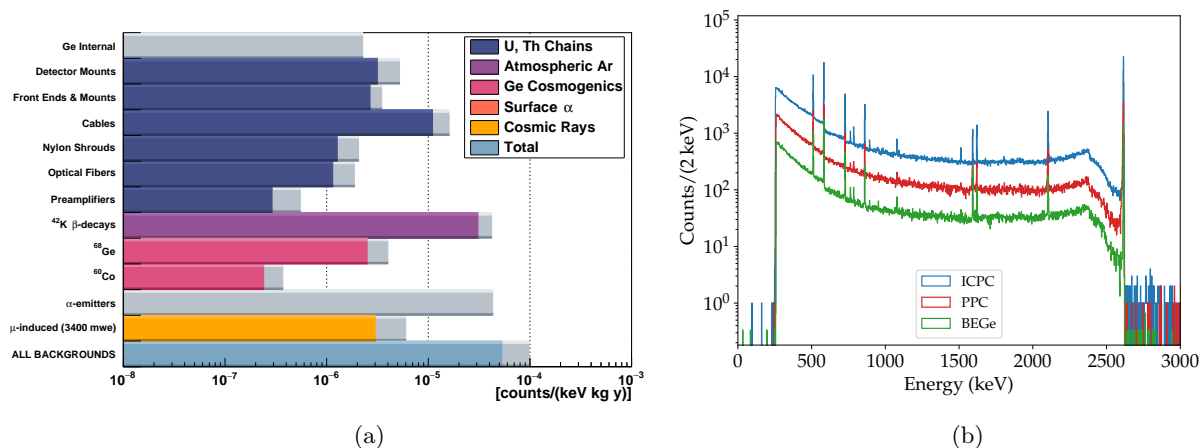 Ge Internal
Detector Mounts
Front Ends & Mounts
Cables
Nylon Shrouds
Optical Fibers
Preamplifiers
⁴²K β-decays
⁶⁸Ge
⁶⁰Co
α-emitters
μ-induced (3400 mwe)
ALL BACKGROUNDS
U, Th Chains
Atmospheric Ar
Ge Cosmogenics
Surface α
Cosmic Rays
Total
10⁻⁸ 10⁻⁷ 10⁻⁶ 10⁻⁵ 10⁻⁴ 10⁻³
[counts/(keV kg y)]
(a)
Counts/(2 keV)
10⁵
10⁴
10³
10²
10¹
10⁰
ICPC
PPC
BEGe
0 500 1000 1500 2000 2500 3000
Energy (keV)
(b)